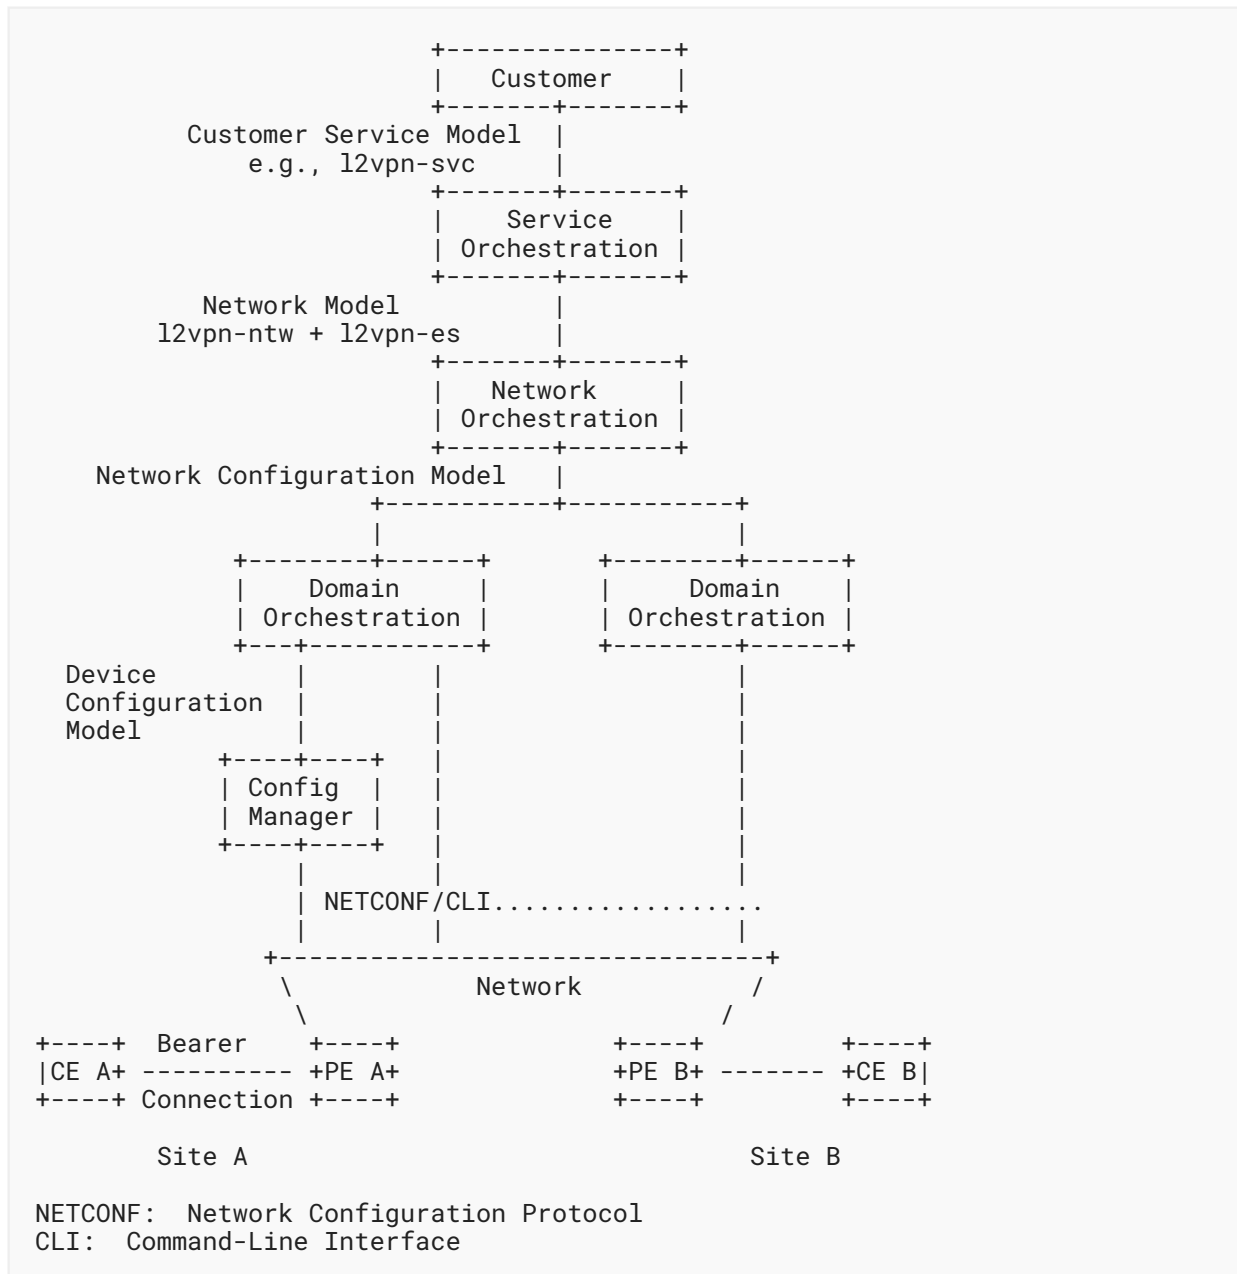 +---------------+
                          |   Customer    |
                          +-------+-------+
          Customer Service Model  |
              e.g., l2vpn-svc     |
                          +-------+-------+
                          |    Service    |
                          | Orchestration |
                          +-------+-------+
           Network Model          |
        l2vpn-ntw + l2vpn-es      |
                          +-------+-------+
                          |   Network     |
                          | Orchestration |
                          +-------+-------+
    Network Configuration Model   |
                      +-----------+-----------+
                      |                       |
             +--------+------+       +--------+------+
             |    Domain     |       |     Domain    |
             | Orchestration |       | Orchestration |
             +---+-----------+       +--------+------+
  Device         |        |                   |
  Configuration  |        |                   |
  Model          |        |                   |
            +----+----+   |                   |
            | Config  |   |                   |
            | Manager |   |                   |
            +----+----+   |                   |
                 |        |                   |
                 | NETCONF/CLI..................
                 |        |                   |
               +--------------------------------+
                \            Network           /
                 \                           /
+----+  Bearer    +----+              +----+         +----+
|CE A+ ---------- +PE A+              +PE B+ ------- +CE B|
+----+ Connection +----+              +----+         +----+

        Site A                                 Site B

NETCONF:  Network Configuration Protocol
CLI:  Command-Line Interface